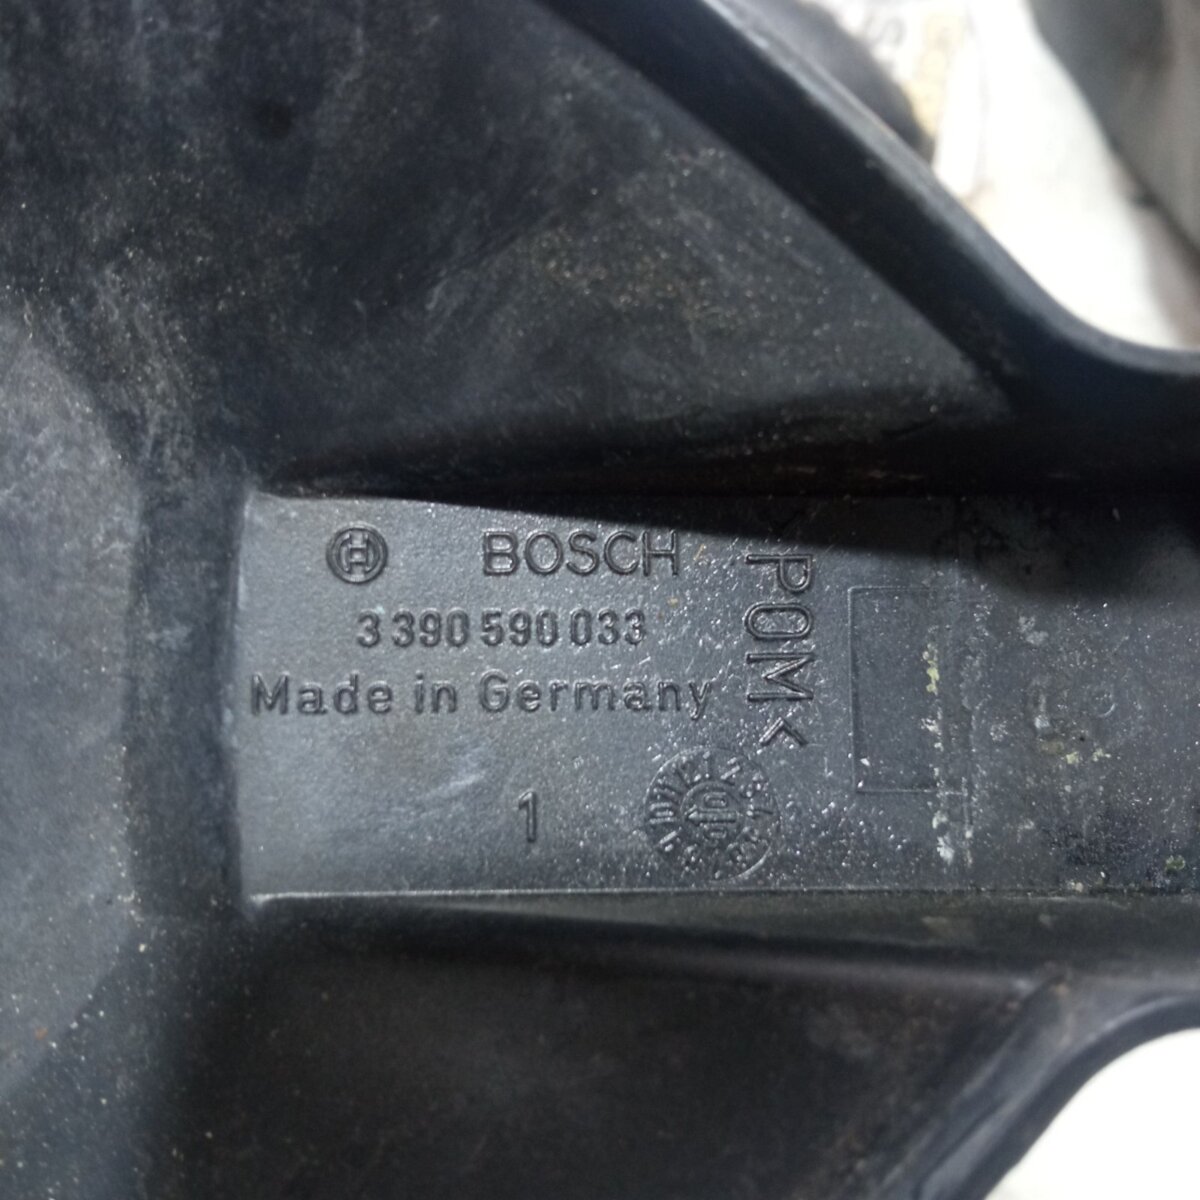 BOSCH
3 390 590 033
Made in Germany
>POM<
1